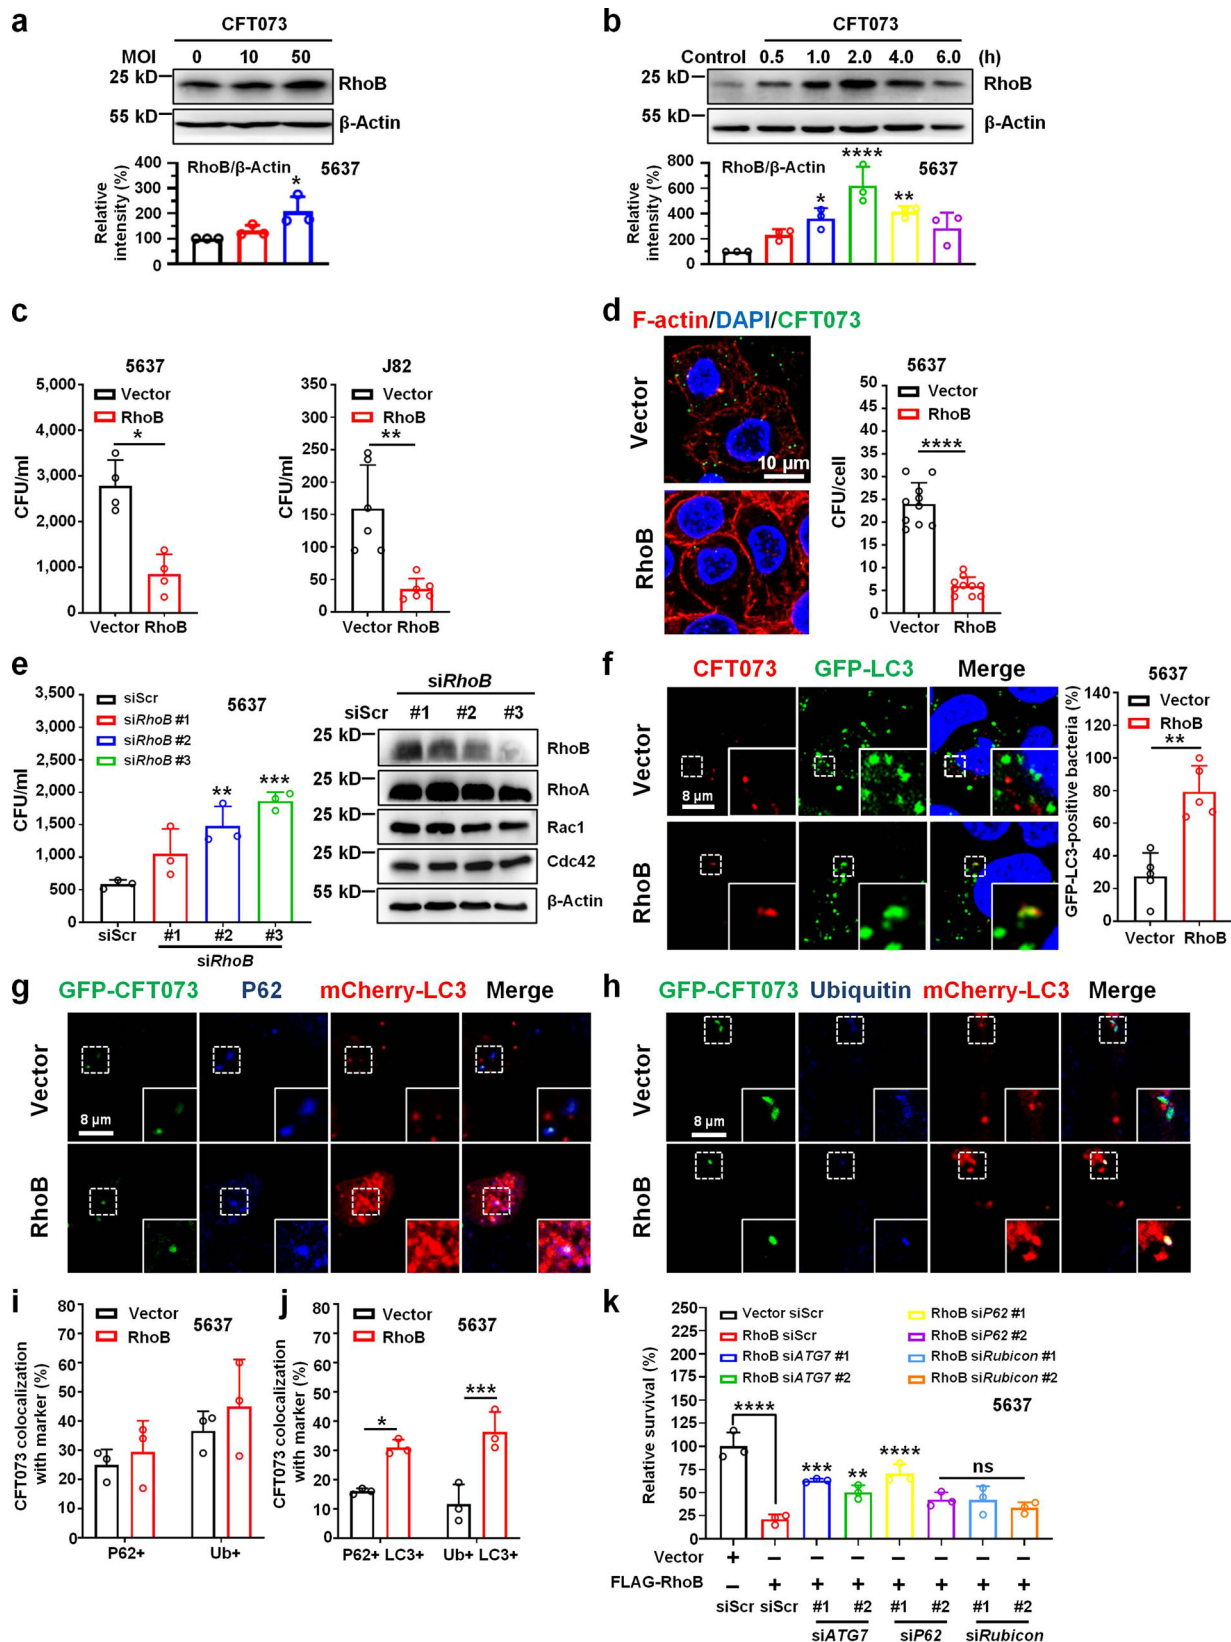 a
CFT073
MOI 0 10 50
25 kD
RhoB
55 kD
β-Actin
RhoB/β-Actin 5637
Relative
intensity (%)
400
300
200
100
0
*
b
CFT073
Control 0.5 1.0 2.0 4.0 6.0 (h)
25 kD
RhoB
55 kD
β-Actin
RhoB/β-Actin 5637
Relative
intensity (%)
800
600
400
200
0
*
****
**
c
5637
Vector
RhoB
CFU/ml
5,000
4,000
3,000
2,000
1,000
0
*
Vector RhoB
J82
Vector
RhoB
CFU/ml
350
300
250
200
150
100
50
0
**
Vector RhoB
d
F-actin/DAPI/CFT073
Vector
10 µm
RhoB
5637
Vector
RhoB
CFU/cell
50
45
40
35
30
25
20
15
10
5
0
****
Vector RhoB
e
siScr
siRhoB #1
siRhoB #2
siRhoB #3
5637
CFU/ml
3,500
3,000
2,500
2,000
1,500
1,000
500
0
**
***
siScr #1 #2 #3
siRhoB
siRhoB
siScr #1 #2 #3
25 kD
RhoB
25 kD
RhoA
25 kD
Rac1
25 kD
Cdc42
55 kD
β-Actin
f
CFT073 GFP-LC3 Merge
Vector
8 µm
RhoB
5637
Vector
RhoB
GFP-LC3-positive bacteria (%)
140
120
100
80
60
40
20
0
**
Vector RhoB
g
GFP-CFT073 P62 mCherry-LC3 Merge
Vector
8 µm
RhoB
h
GFP-CFT073 Ubiquitin mCherry-LC3 Merge
Vector
8 µm
RhoB
i
Vector
RhoB
5637
CFT073 colocalization
with marker (%)
80
70
60
50
40
30
20
10
0
P62+ Ub+
j
Vector
RhoB
5637
CFT073 colocalization
with marker (%)
80
70
60
50
40
30
20
10
0
*
***
P62+ LC3+ Ub+ LC3+
k
Vector siScr
RhoB siScr
RhoB siATG7 #1
RhoB siATG7 #2
RhoB siP62 #1
RhoB siP62 #2
RhoB siRubicon #1
RhoB siRubicon #2
5637
Relative survival (%)
250
225
200
175
150
125
100
75
50
25
0
****
***
**
****
ns
Vector + – – – – – – –
FLAG-RhoB – + + + + + + +
siScr siScr #1 #2 #1 #2 #1 #2
siATG7 siP62 siRubicon